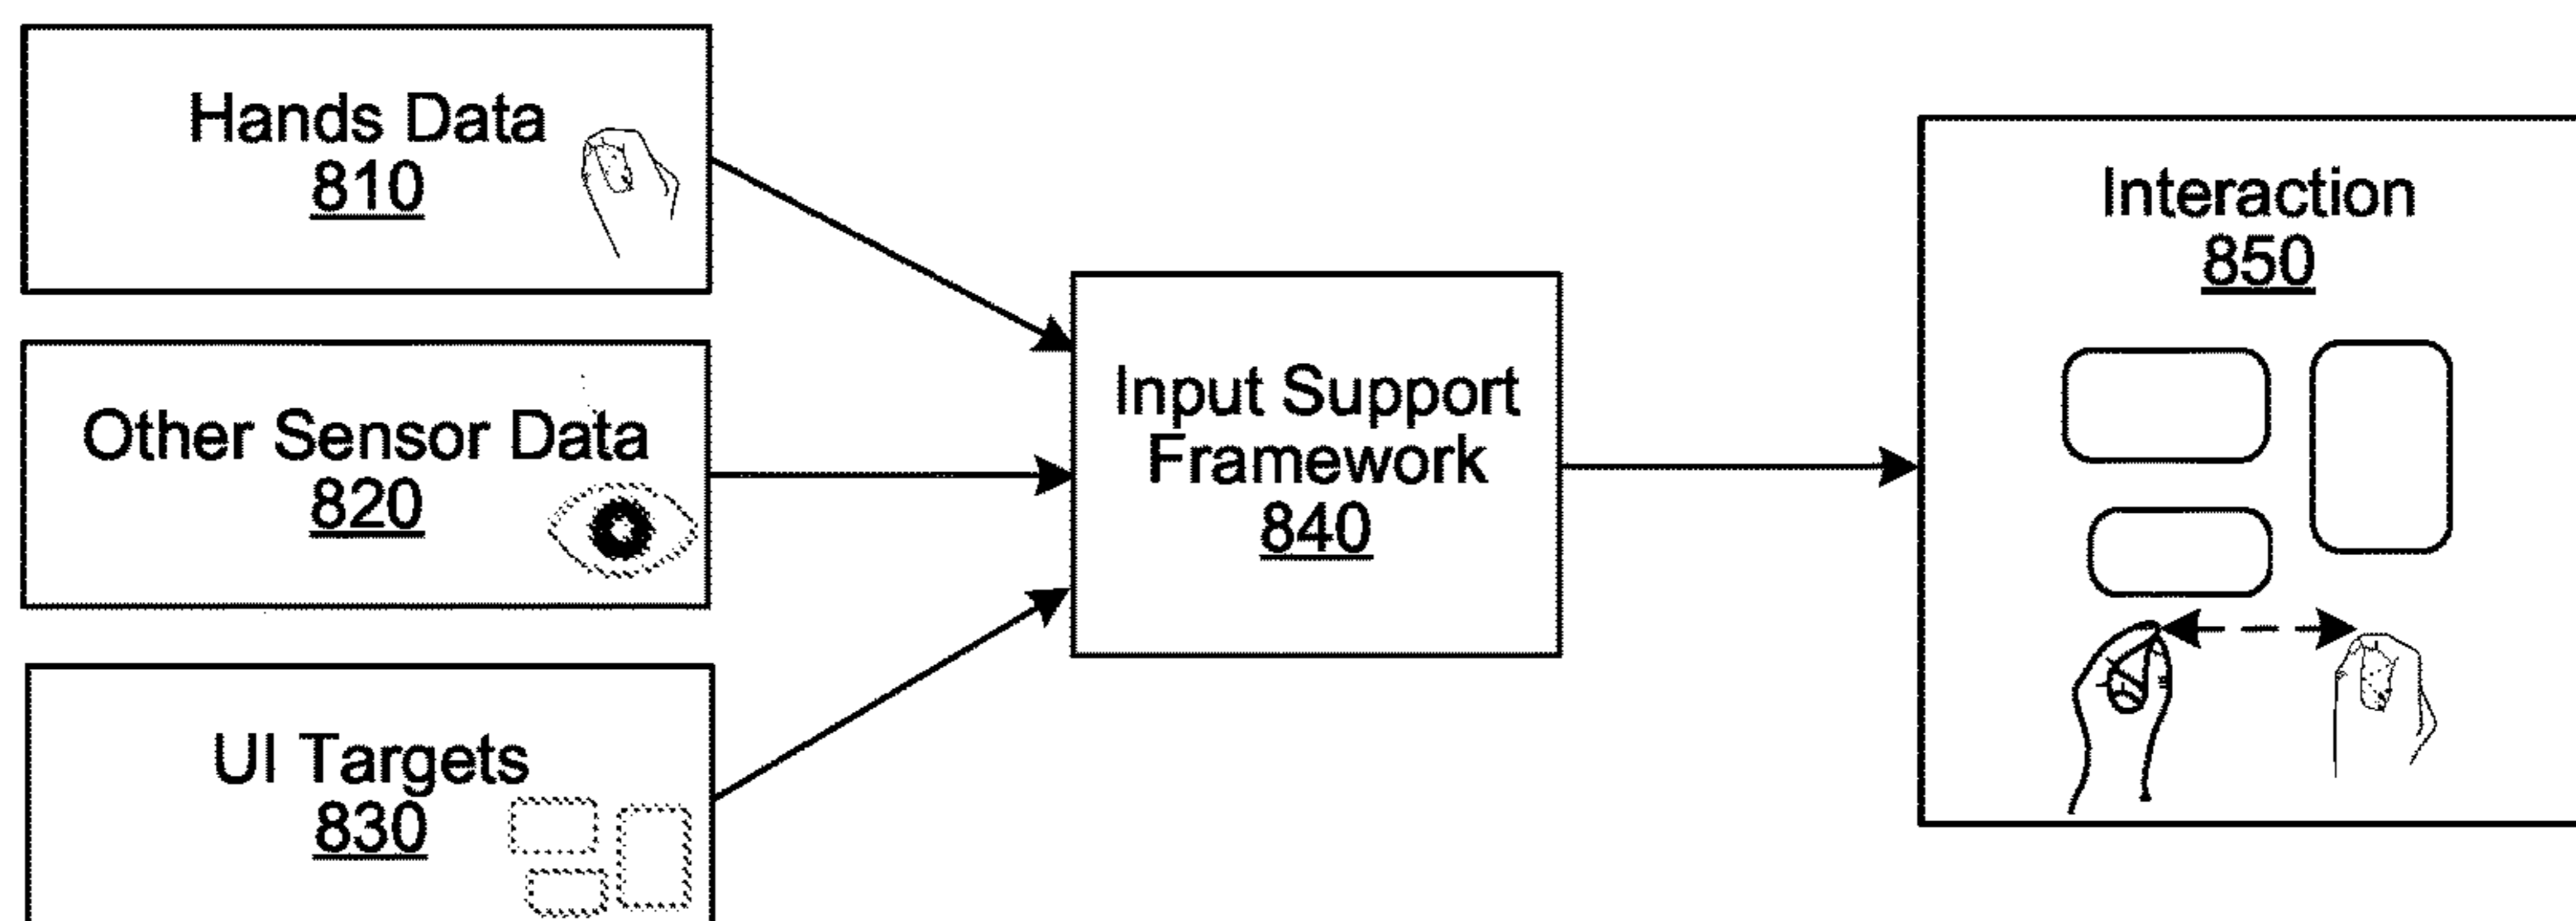 Hands Data
810
Other Sensor Data
820
UI Targets
830
Input Support
Framework
840
Interaction
850